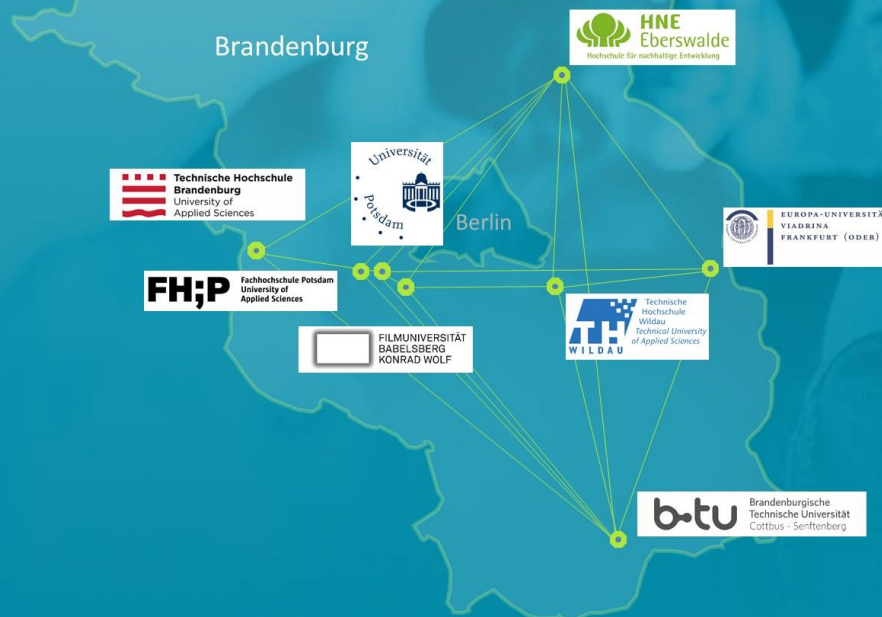 Brandenburg
HNE
Eberswalde
Hochschule für nachhaltige Entwicklung
Universität
Potsdam
Technische Hochschule
Brandenburg
University of
Applied Sciences
Berlin
EUROPA-UNIVERSITÄ
VIADRINA
FRANKFURT (ODER)
FH;P
Fachhochschule Potsdam
University of
Applied Sciences
Technische
Hochschule
Wildau
Technical University
of Applied Sciences
TH
WILDAU
FILMUNIVERSITÄT
BABELSBERG
KONRAD WOLF
b-tu
Brandenburgische
Technische Universität
Cottbus - Senftenberg